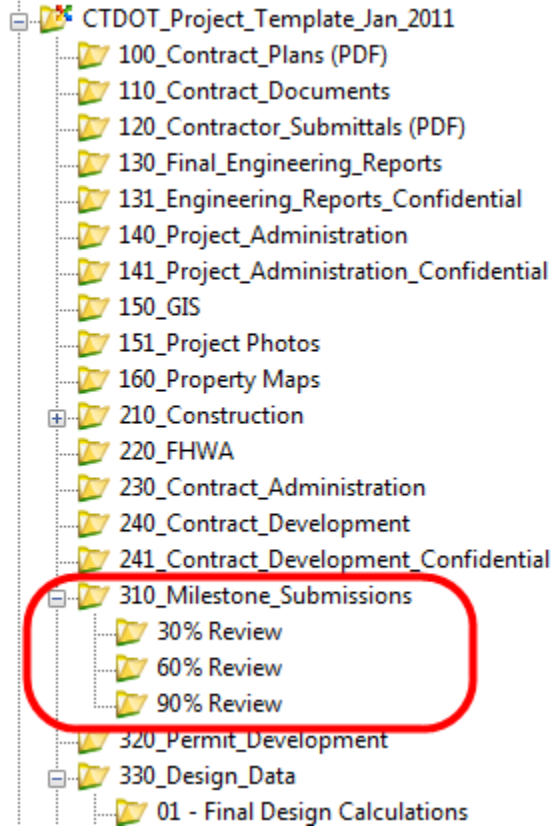 CTDOT_Project_Template_Jan_2011
100_Contract_Plans (PDF)
110_Contract_Documents
120_Contractor_Submittals (PDF)
130_Final_Engineering_Reports
131_Engineering_Reports_Confidential
140_Project_Administration
141_Project_Administration_Confidential
150_GIS
151_Project Photos
160_Property Maps
210_Construction
220_FHWA
230_Contract_Administration
240_Contract_Development
241_Contract_Development_Confidential
310_Milestone_Submissions
30% Review
60% Review
90% Review
320_Permit_Development
330_Design_Data
01 - Final Design Calculations